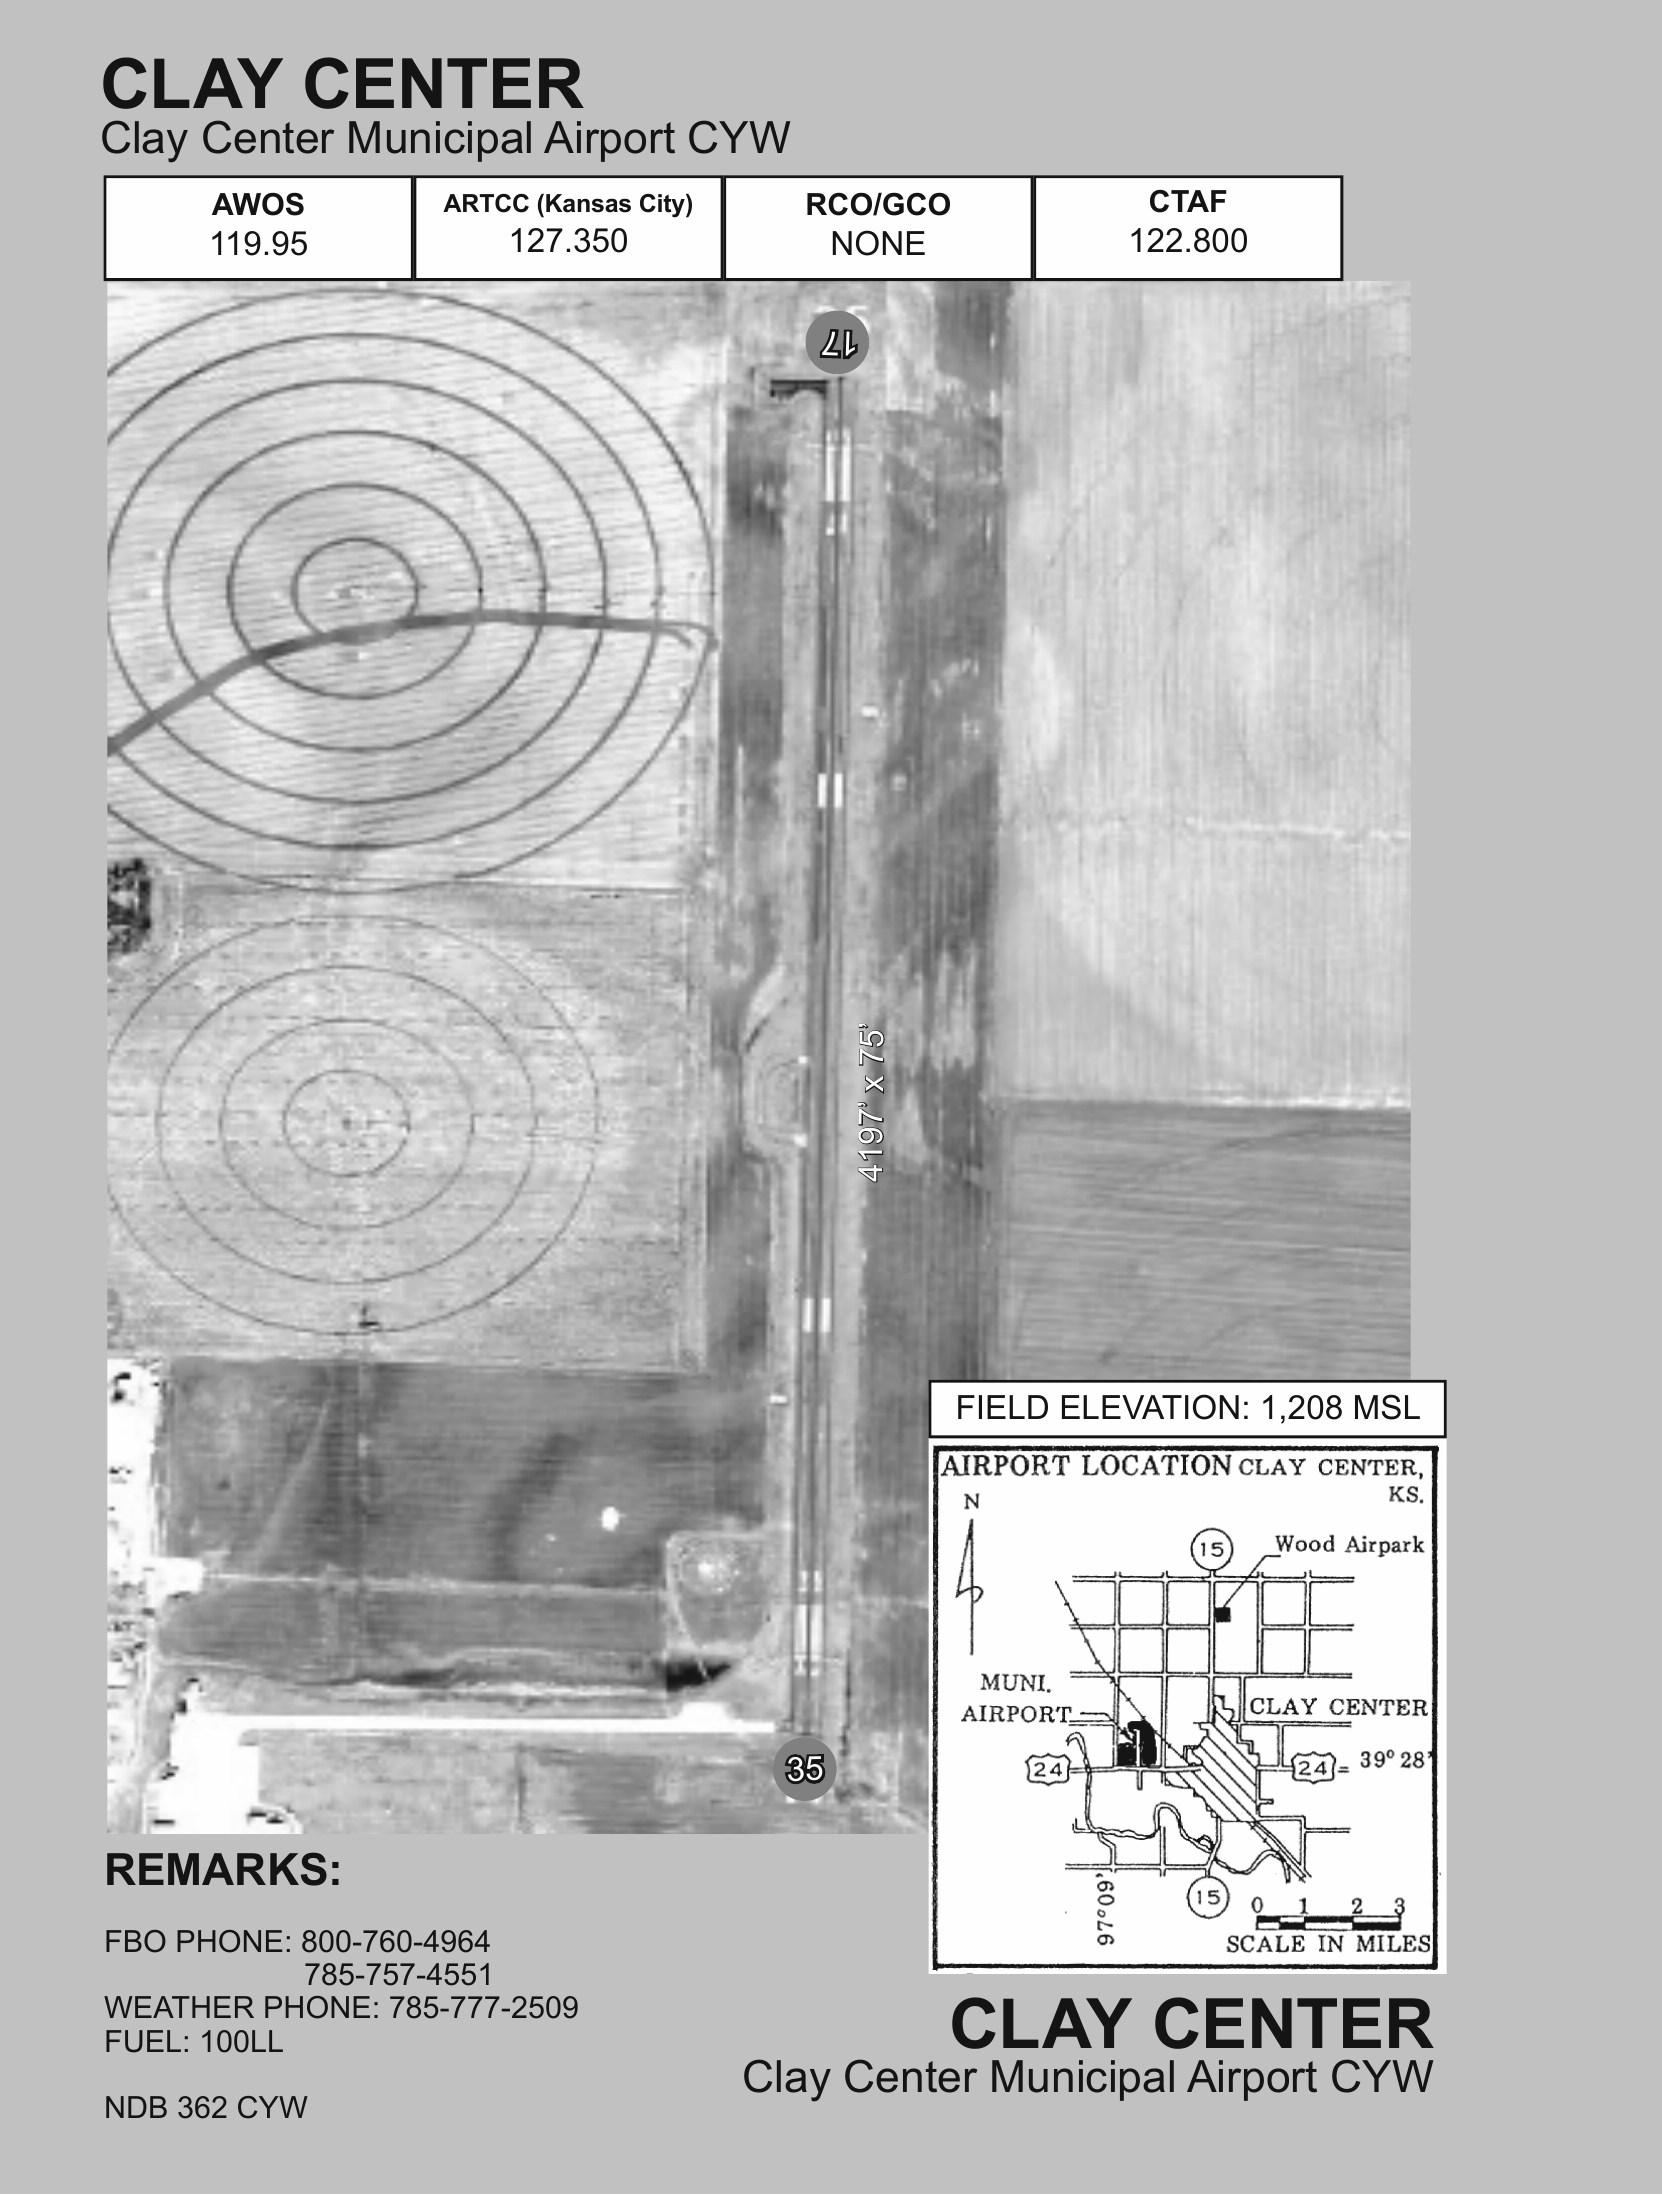 CLAY CENTER
Clay Center Municipal Airport CYW
AWOS
119.95
ARTCC (Kansas City)
127.350
RCO/GCO
NONE
CTAF
122.800
17
4197' x 75'
35
FIELD ELEVATION: 1,208 MSL
AIRPORT LOCATION CLAY CENTER,
KS.
N
15
Wood Airpark
MUNI.
AIRPORT
CLAY CENTER
24
24
39° 28'
97°09'
15
0 1 2 3
SCALE IN MILES
REMARKS:
FBO PHONE: 800-760-4964
785-757-4551
WEATHER PHONE: 785-777-2509
FUEL: 100LL
NDB 362 CYW
CLAY CENTER
Clay Center Municipal Airport CYW